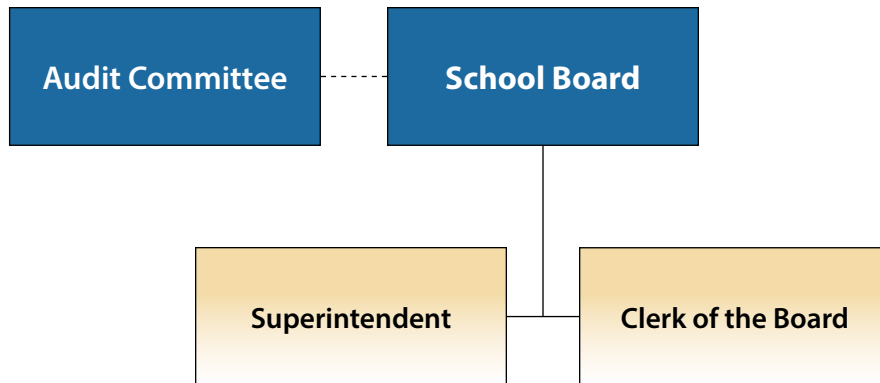 Audit Committee
School Board
Superintendent
Clerk of the Board